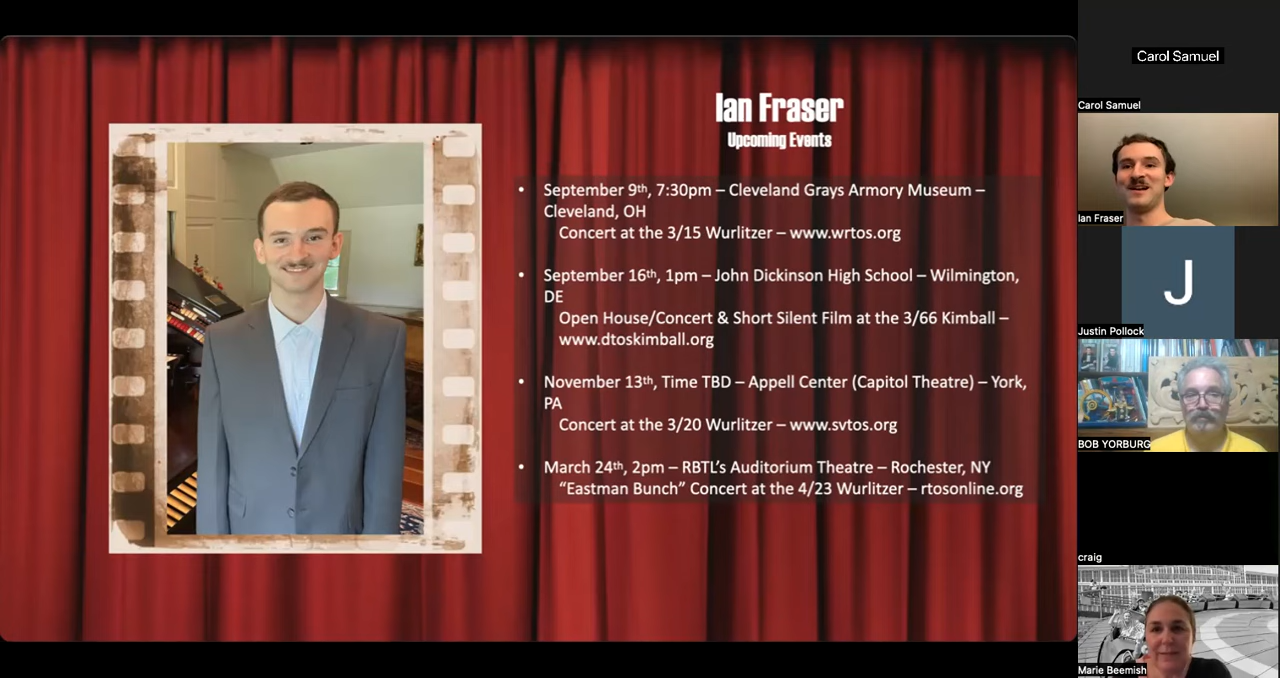 Ian Fraser
Upcoming Events
• September 9th, 7:30pm – Cleveland Grays Armory Museum –
Cleveland, OH
Concert at the 3/15 Wurlitzer – www.wrtos.org
• September 16th, 1pm – John Dickinson High School – Wilmington,
DE
Open House/Concert & Short Silent Film at the 3/66 Kimball –
www.dtoskimball.org
• November 13th, Time TBD – Appell Center (Capitol Theatre) – York,
PA
Concert at the 3/20 Wurlitzer – www.svtos.org
• March 24th, 2pm – RBTL’s Auditorium Theatre – Rochester, NY
“Eastman Bunch” Concert at the 4/23 Wurlitzer – rtosonline.org
Carol Samuel
Carol Samuel
Ian Fraser
J
Justin Pollock
BOB YORBURG
craig
Marie Beemish